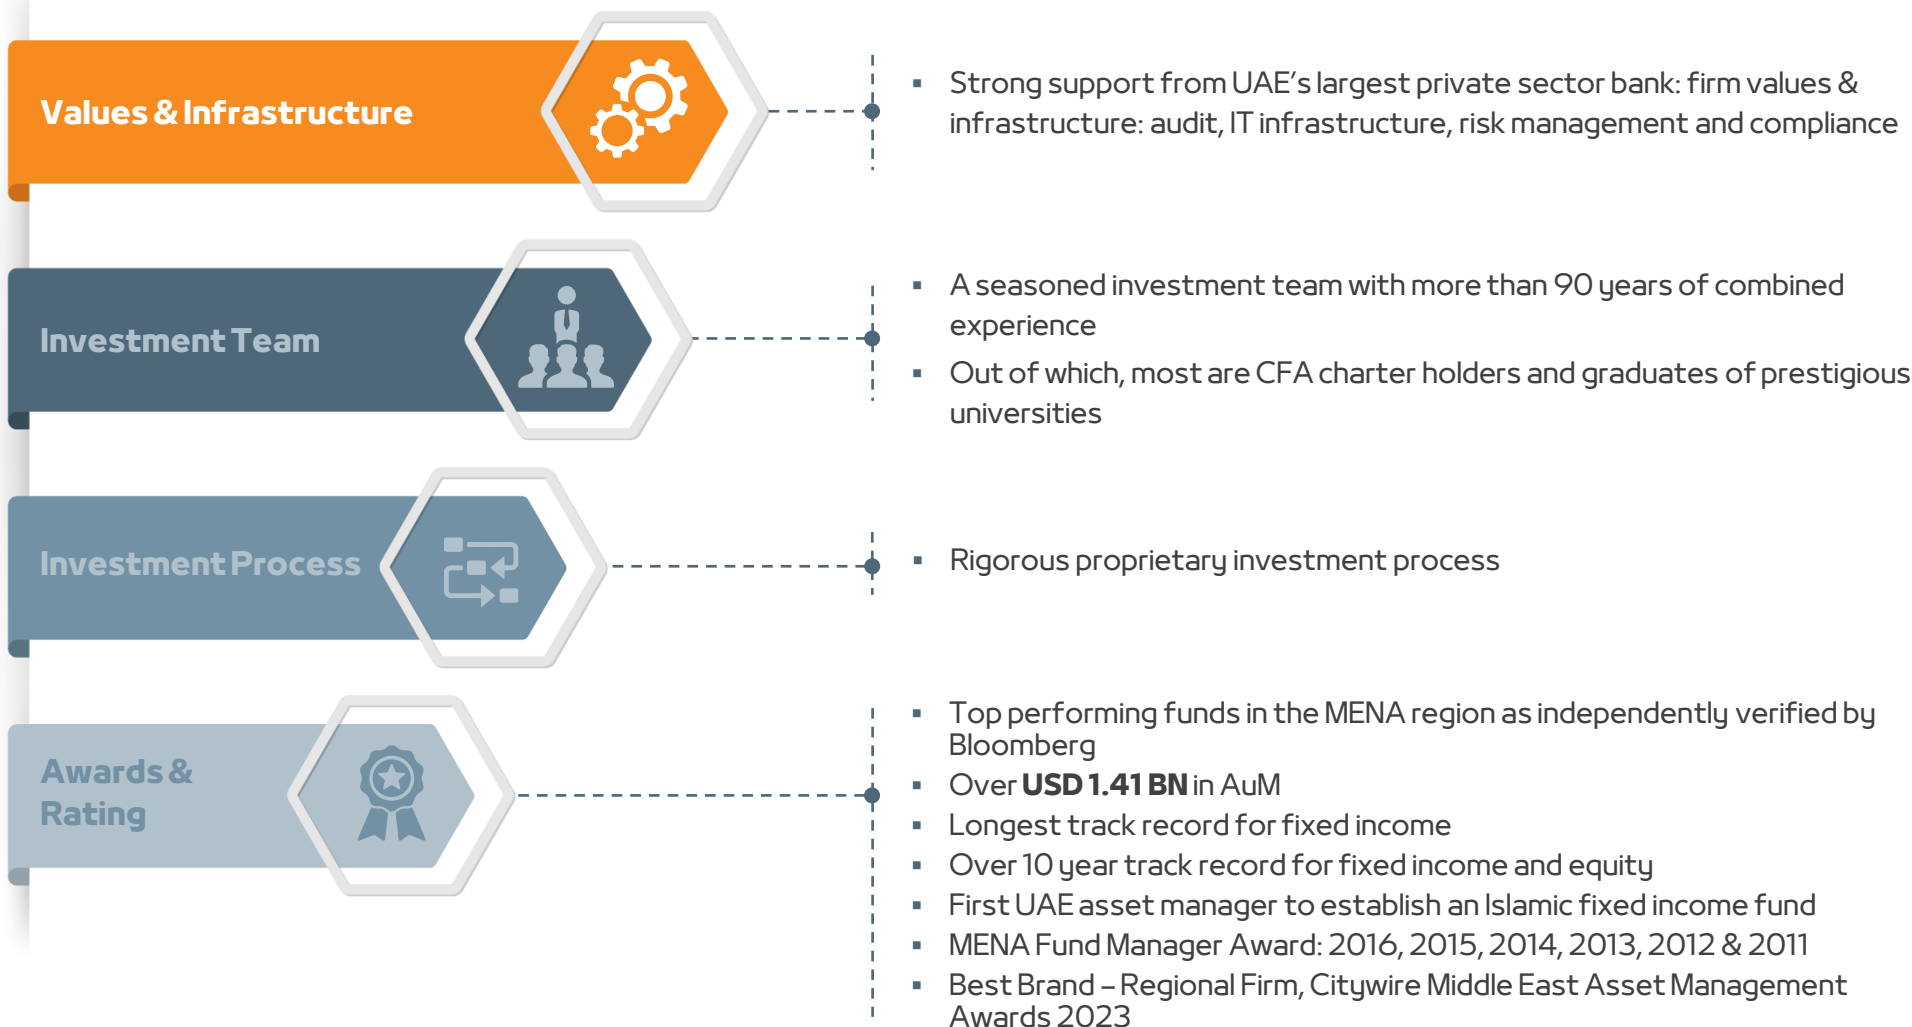 Values & Infrastructure
Strong support from UAE's largest private sector bank: firm values &
infrastructure: audit, IT infrastructure, risk management and compliance
Investment Team
A seasoned investment team with more than 90 years of combined
experience
Out of which, most are CFA charter holders and graduates of prestigious
universities
Investment Process
Rigorous proprietary investment process
Awards &
Rating
Top performing funds in the MENA region as independently verified by
Bloomberg
Over USD 1.41 BN in AuM
Longest track record for fixed income
Over 10 year track record for fixed income and equity
First UAE asset manager to establish an Islamic fixed income fund
MENA Fund Manager Award: 2016, 2015, 2014, 2013, 2012 & 2011
Best Brand – Regional Firm, Citywire Middle East Asset Management
Awards 2023